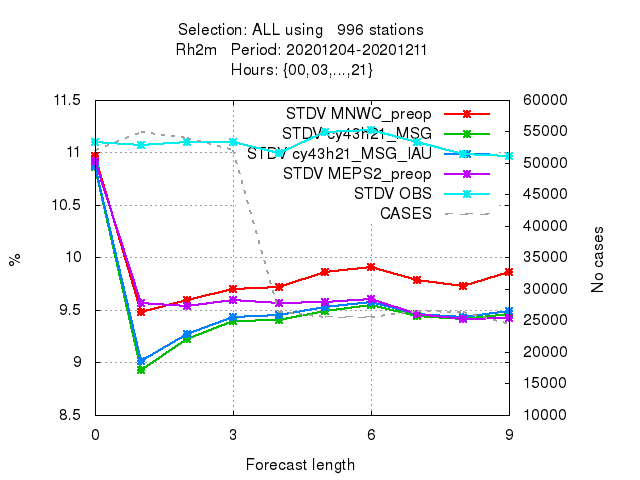 Selection: ALL using   996 stations
Rh2m   Period: 20201204-20201211
Hours: {00,03,...,21}
11.5
11
10.5
10
9.5
9
8.5
%
60000
55000
50000
45000
40000
35000
30000
25000
20000
15000
10000
No cases
STDV MNWC_preop
STDV cy43h21_MSG
STDV cy43h21_MSG_IAU
STDV MEPS2_preop
STDV OBS
CASES
0 3 6 9
Forecast length